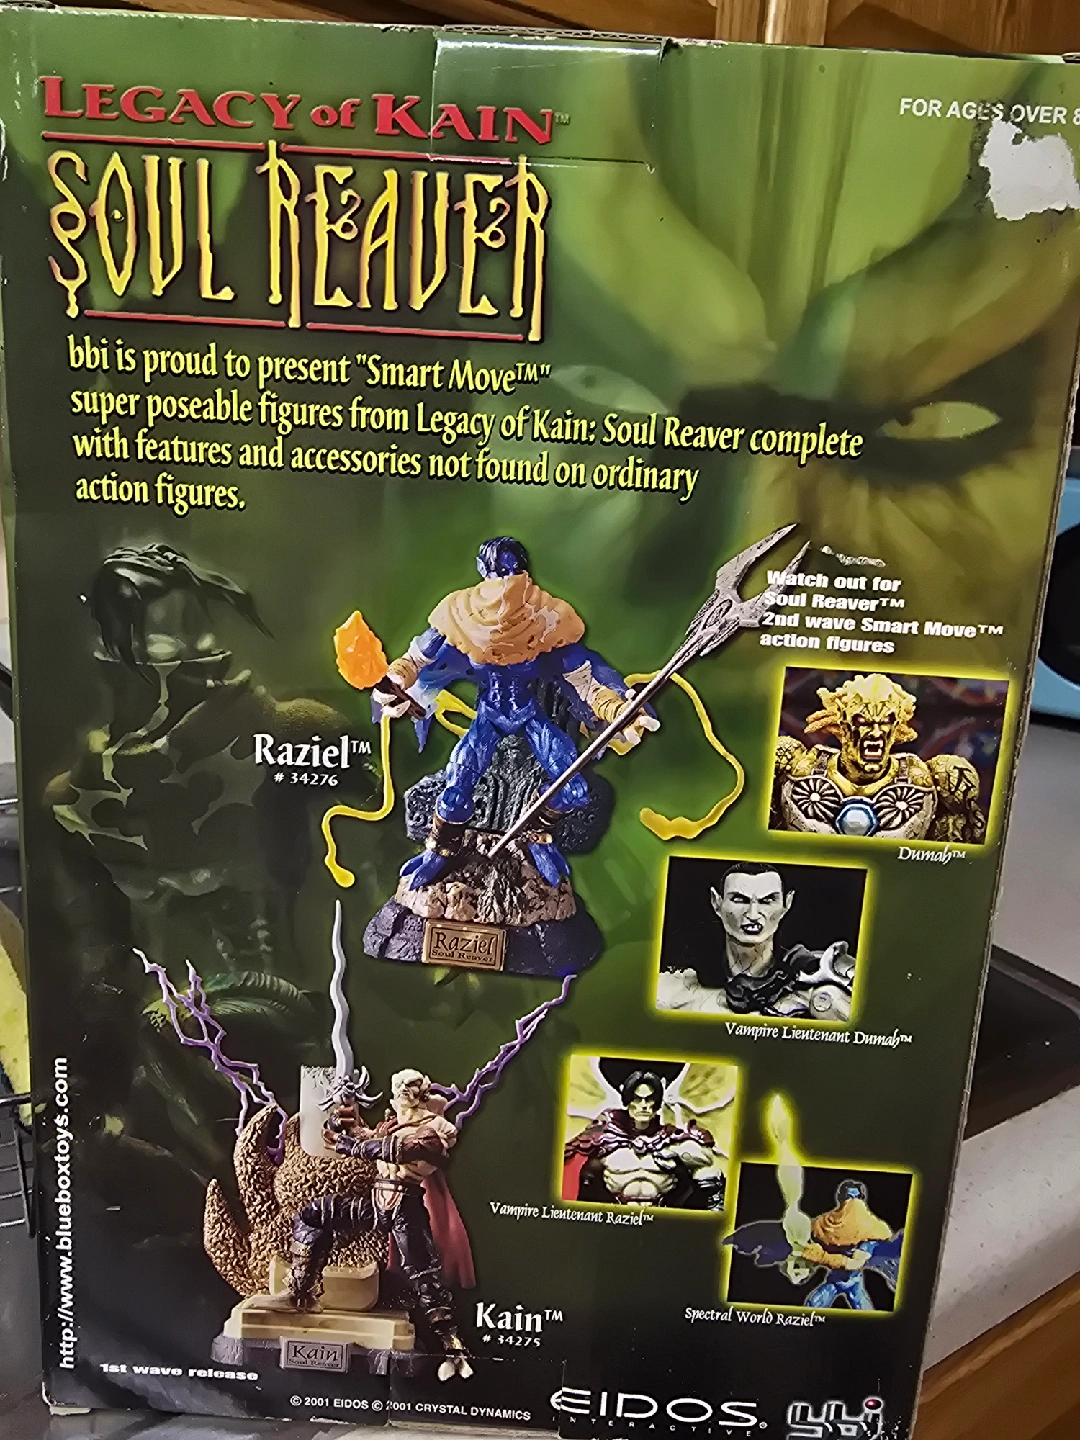 LEGACY of KAIN™
SOUL REAVER
FOR AGES OVER 8
bbi is proud to present "Smart Move™"
super poseable figures from Legacy of Kain: Soul Reaver complete
with features and accessories not found on ordinary
action figures.
Watch out for
Soul Reaver™
2nd wave Smart Move™
action figures
Raziel™
# 34276
Dumah™
Raziel
Soul Reaver
Vampire Lieutenant Dumah™
Vampire Lieutenant Raziel™
Spectral World Raziel™
Kain™
# 34275
Kain
Soul Reaver
http://www.blueboxtoys.com
1st wave release
© 2001 EIDOS © 2001 CRYSTAL DYNAMICS
EIDOS
INTERACTIVE
bbi